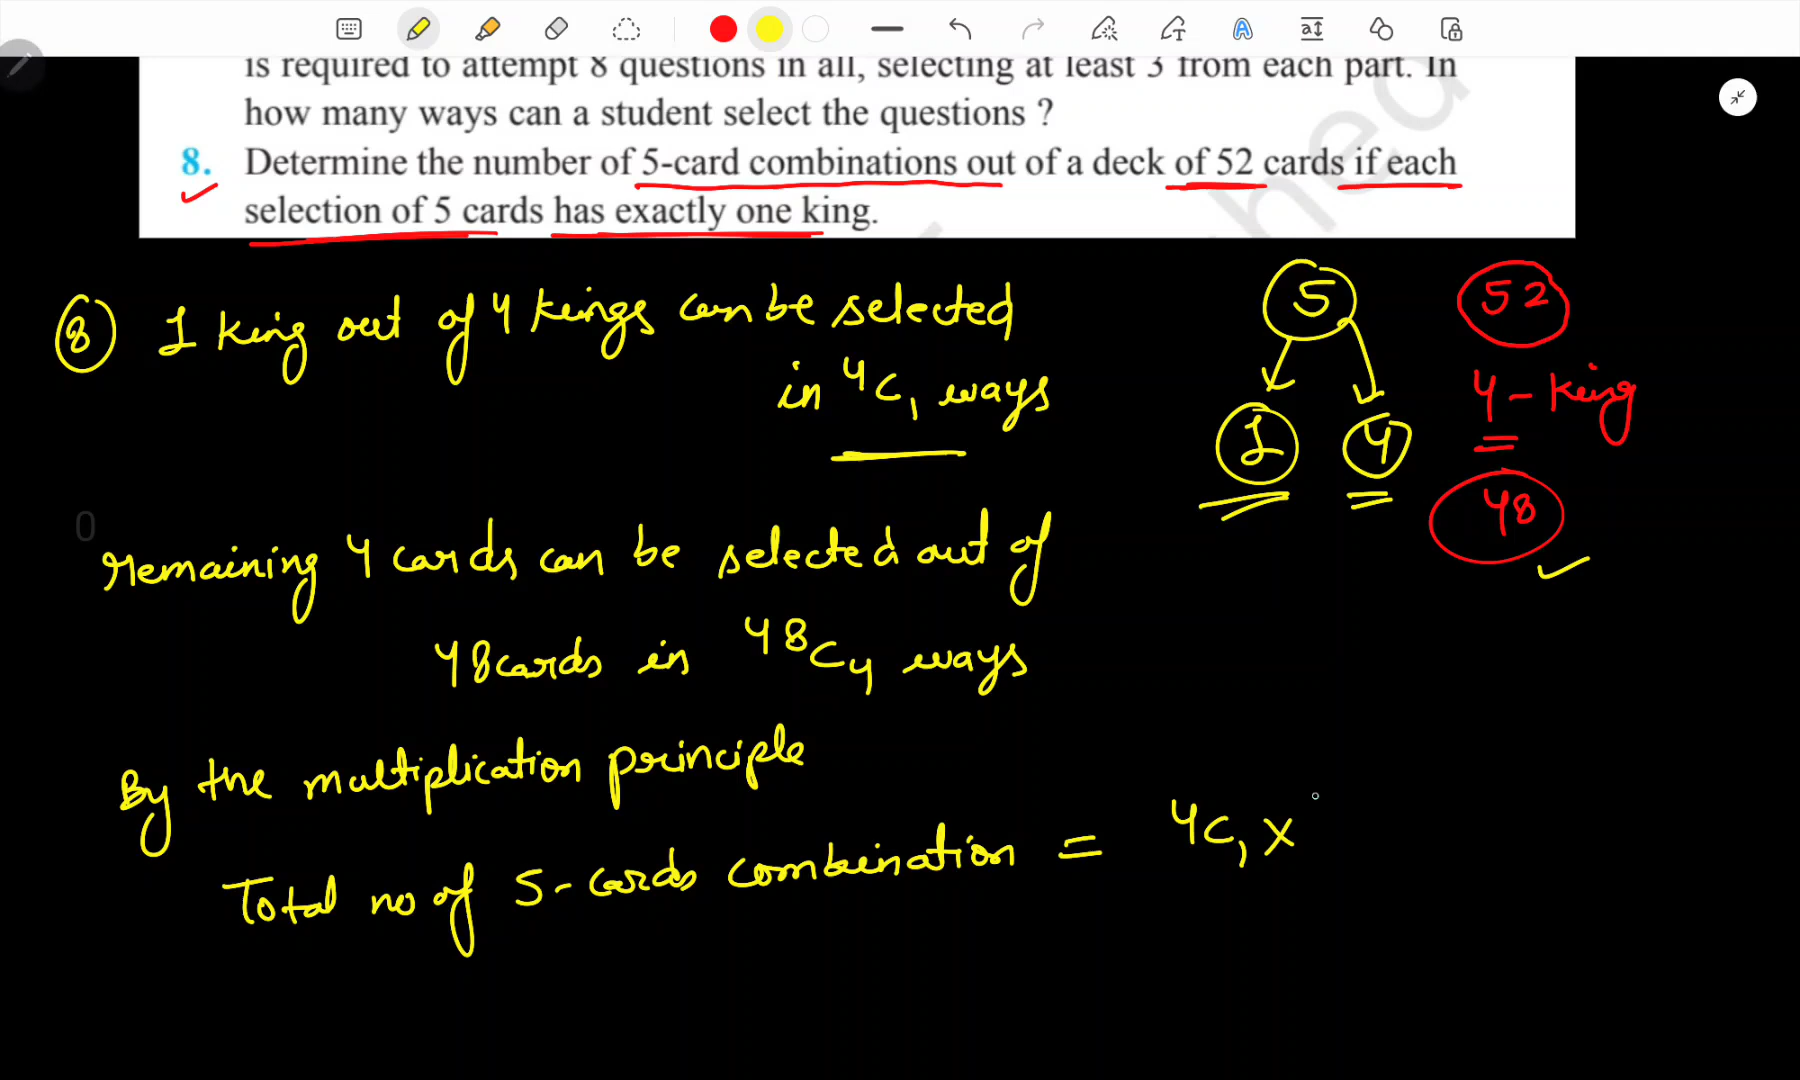 is required to attempt 8 questions in all, selecting at least 3 from each part. In
how many ways can a student select the questions ?
8. Determine the number of 5-card combinations out of a deck of 52 cards if each
selection of 5 cards has exactly one king.
8 1 king out of 4 kings can be selected
in ⁴C₁ ways
5
1 4
52
4 - king
48
0
remaining 4 cards can be selected out of
48 cards in ⁴⁸C₄ ways
By the multiplication principle
Total no of 5-cards combination = ⁴C₁ x